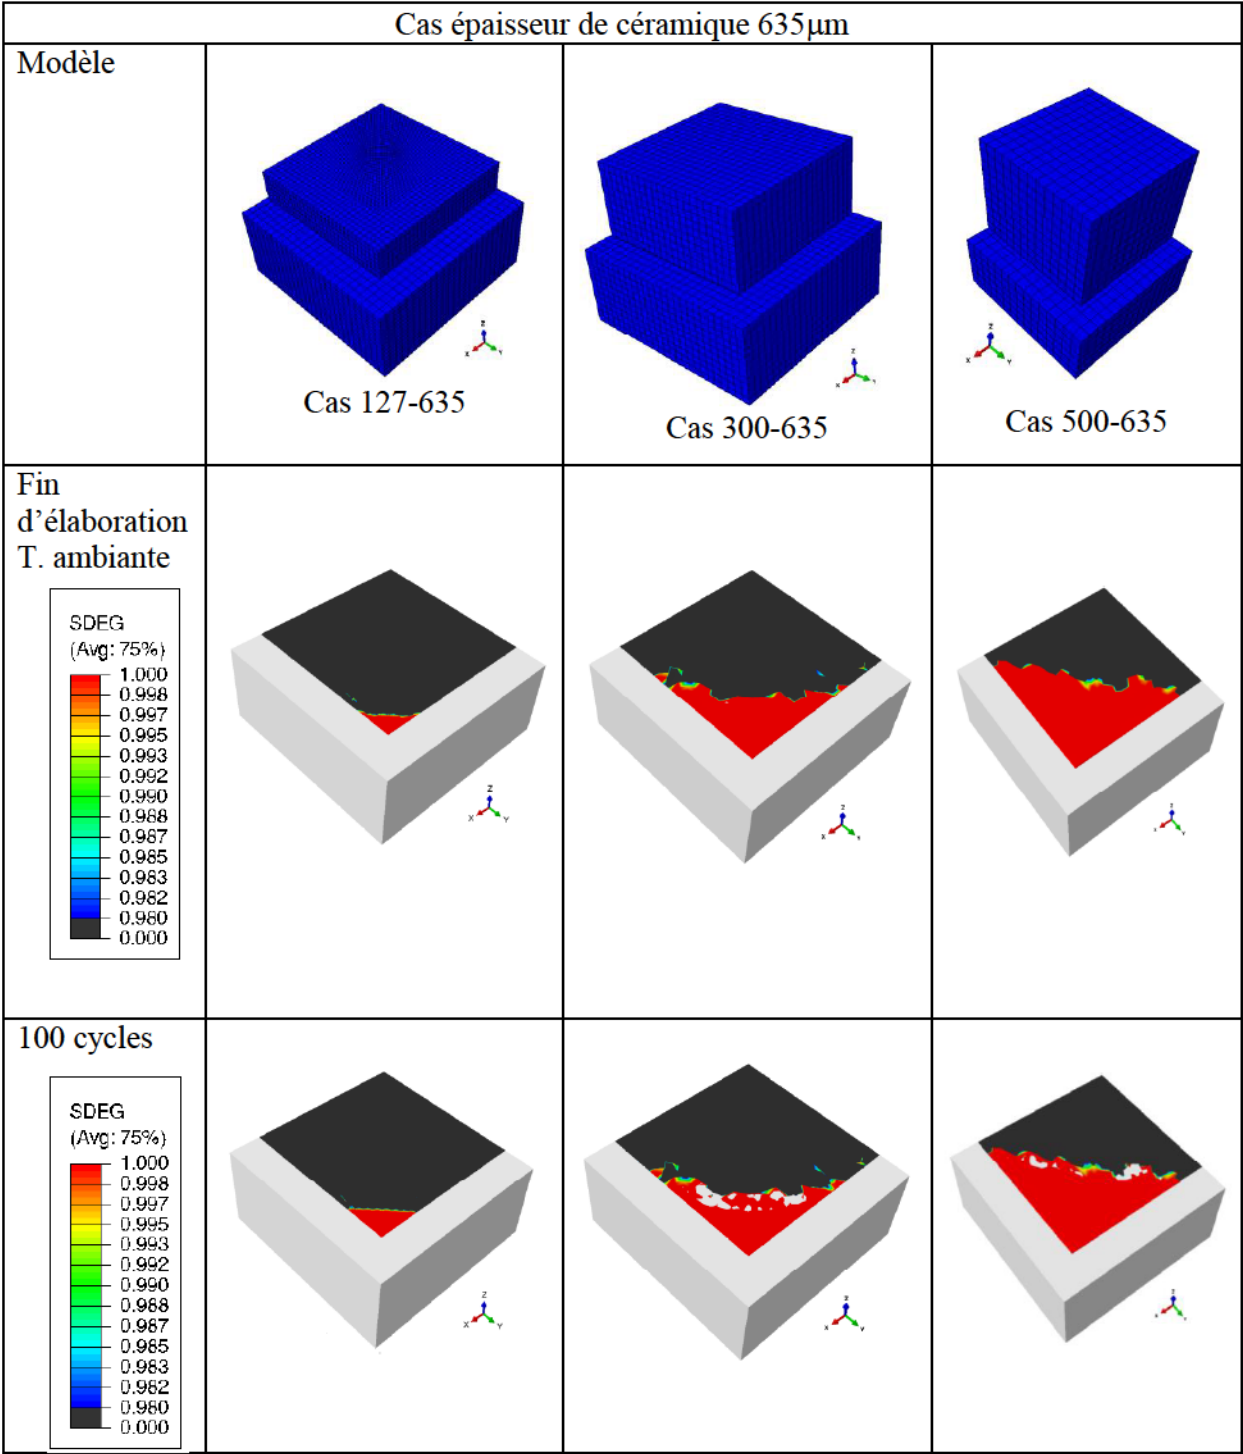 Cas épaisseur de céramique 635µm
Modèle
Z
X
Y
Cas 127-635
Z
X
Y
Cas 300-635
Z
X
Y
Cas 500-635
Fin
d'élaboration
T. ambiante
SDEG
(Avg: 75%)
1.000
0.998
0.997
0.995
0.993
0.992
0.990
0.988
0.987
0.985
0.983
0.982
0.980
0.000
Z
X
Y
Z
X
Y
100 cycles
SDEG
(Avg: 75%)
1.000
0.998
0.997
0.995
0.993
0.992
0.990
0.988
0.987
0.985
0.983
0.982
0.980
0.000
Z
X
Y
Z
X
Y